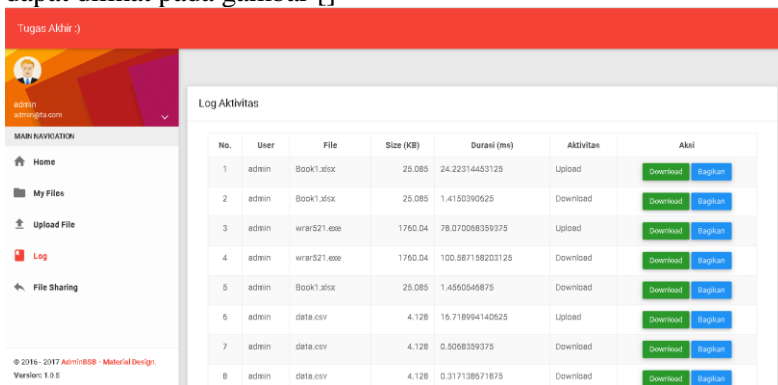 dapat dilihat pada gambar []
Tugas Akhir :)
admin
admin@ta.com
MAIN NAVIGATION
Home
My Files
Upload File
Log
File Sharing
© 2016 - 2017 AdminBSB - Material Design.
Version: 1.0.5
Log Aktivitas
No. User File Size (KB) Durasi (ms) Aktivitas Aksi
1 admin Book1.xlsx 25.085 24.22314453125 Upload Download Bagikan
2 admin Book1.xlsx 25.085 1.4150390625 Download Download Bagikan
3 admin wrar521.exe 1760.04 78.070068359375 Upload Download Bagikan
4 admin wrar521.exe 1760.04 100.587158203125 Download Download Bagikan
5 admin Book1.xlsx 25.085 1.4560546875 Download Download Bagikan
6 admin data.csv 4.128 16.718994140625 Upload Download Bagikan
7 admin data.csv 4.128 0.5068359375 Download Download Bagikan
8 admin data.csv 4.128 0.317138671875 Download Download Bagikan